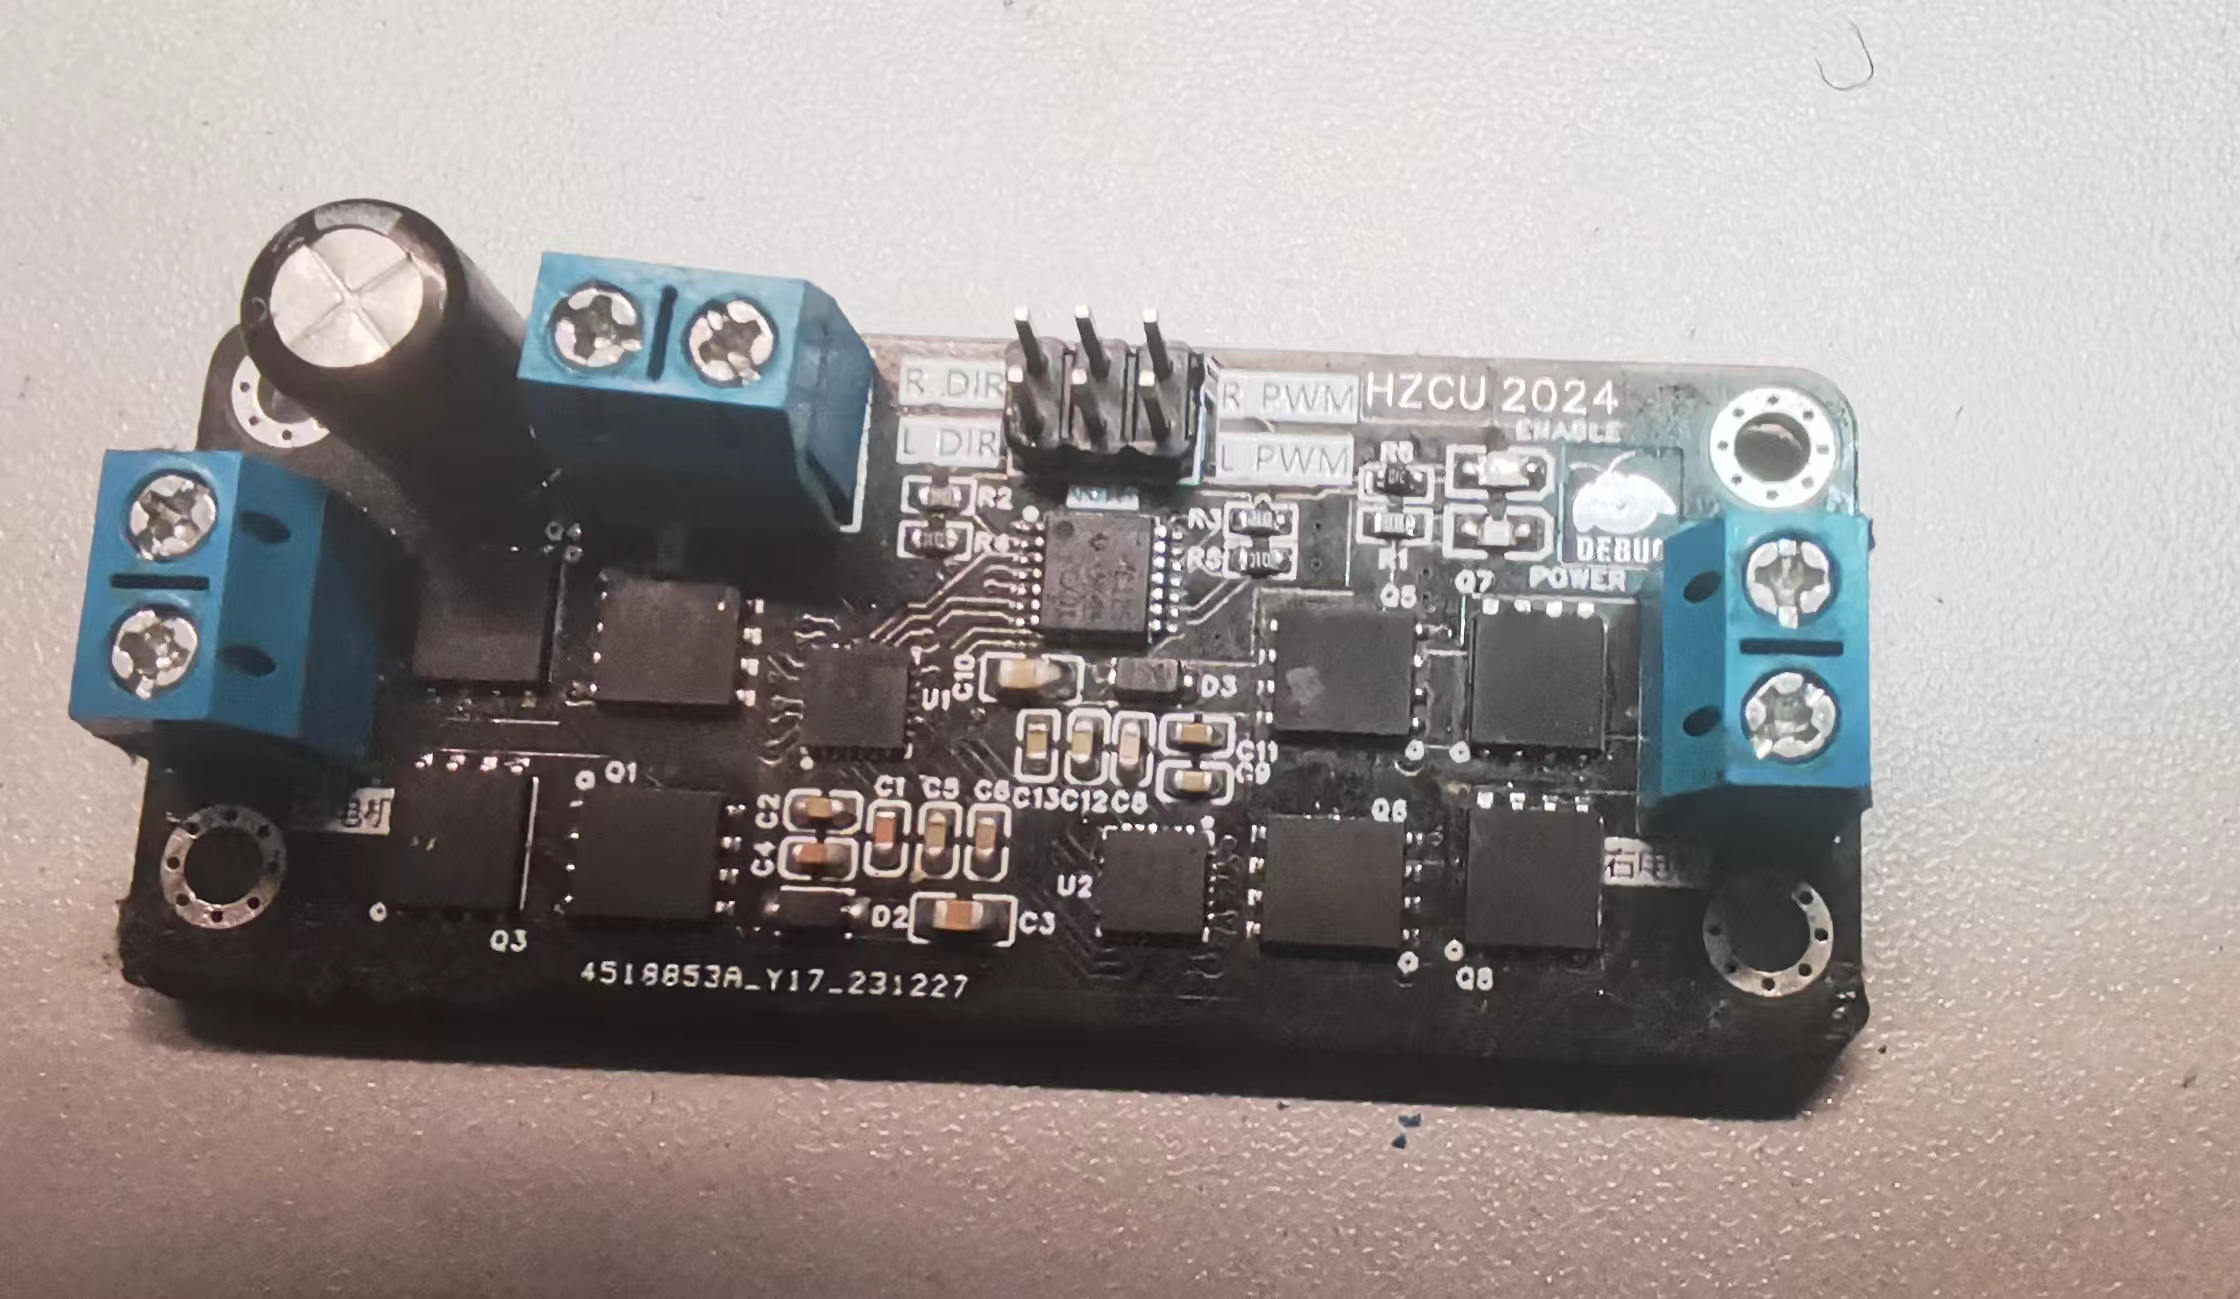 R DIR
R PWM
HZCU 2024
L DIR
L PWM
ENABLE
R2
R3
R1
DEBUG
POWER
Q4
Q5
Q7
U1
C10
D3
C11
C9
C13
C12
C8
Q1
C2
C1
C5
C6
C4
Q6
U2
D2
C3
Q3
Q8
右电
4518853A_Y17_231227